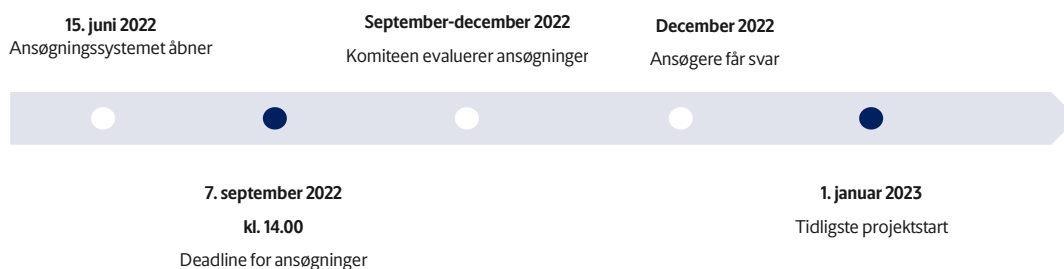 15. juni 2022
Ansøgningssystemet åbner
September-december 2022
Komiteen evaluerer ansøgninger
December 2022
Ansøgere får svar
7. september 2022
kl. 14.00
Deadline for ansøgninger
1. januar 2023
Tidligste projektstart